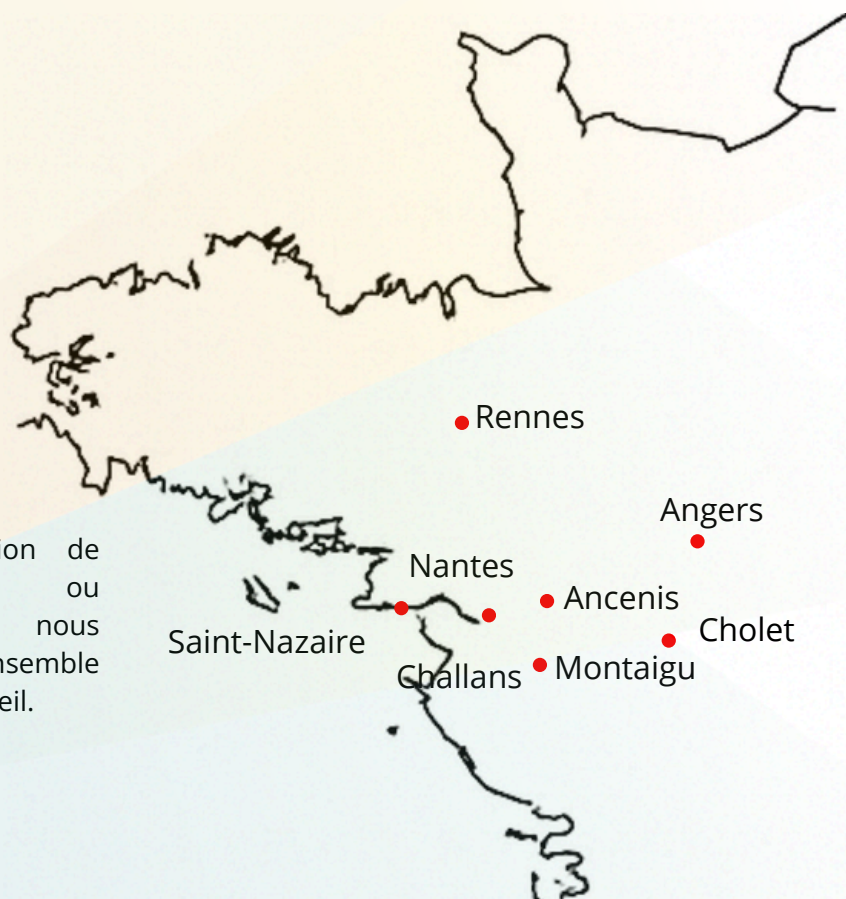 Rennes
Angers
ion de
ou
nous
nsemble
eil.
Nantes
Ancenis
Cholet
Saint-Nazaire
Challans
Montaigu